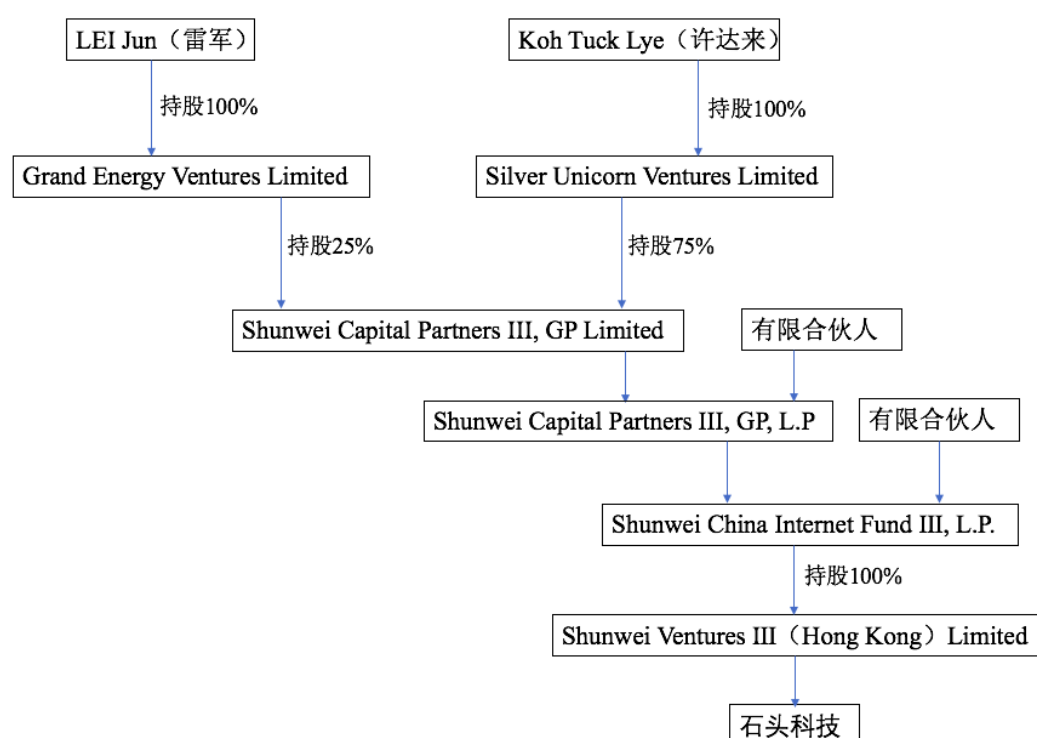 LEI Jun（雷军）
Koh Tuck Lye（许达来）
持股100%
持股100%
Grand Energy Ventures Limited
Silver Unicorn Ventures Limited
持股25%
持股75%
Shunwei Capital Partners III, GP Limited
有限合伙人
Shunwei Capital Partners III, GP, L.P
有限合伙人
Shunwei China Internet Fund III, L.P.
持股100%
Shunwei Ventures III（Hong Kong）Limited
石头科技